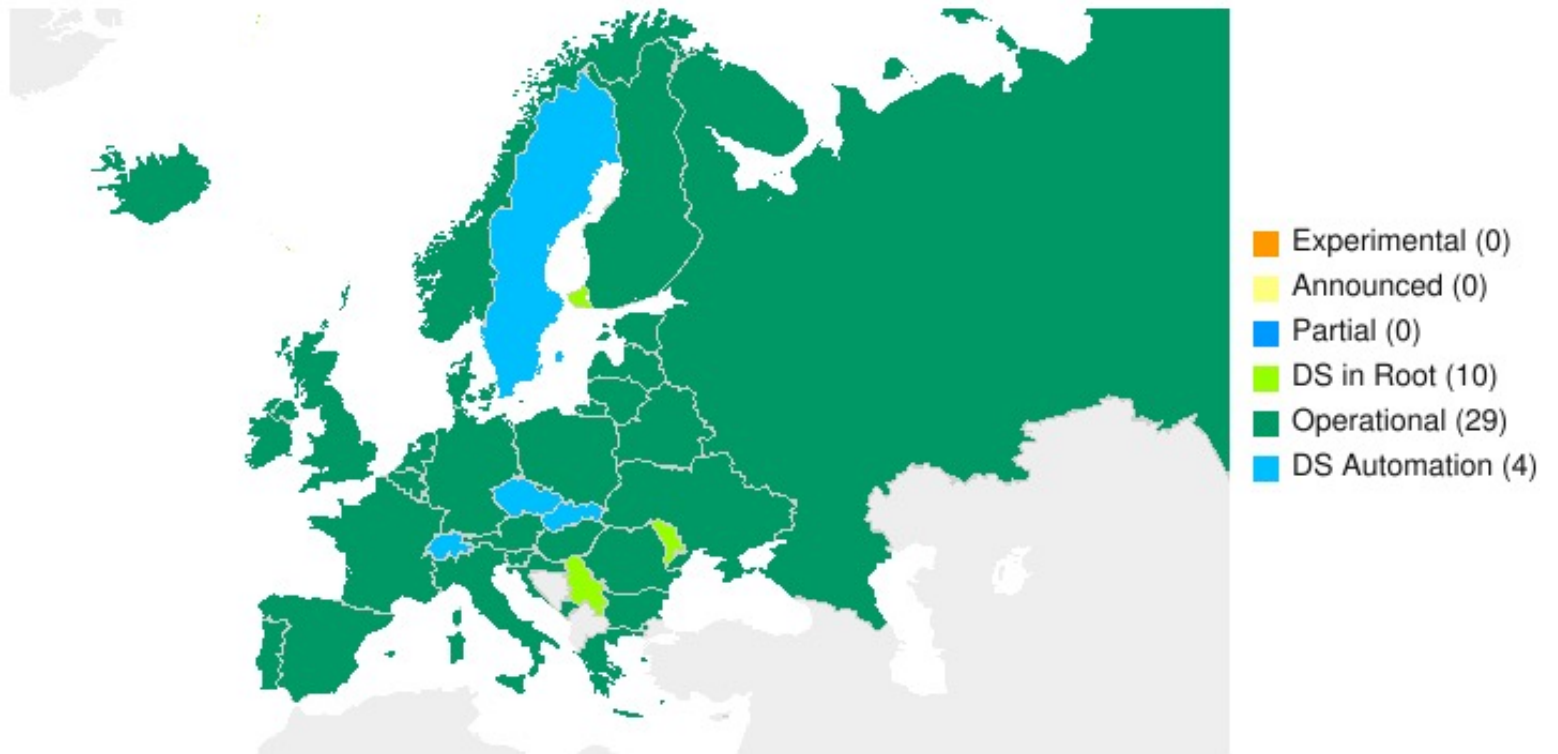 Experimental (0)
Announced (0)
Partial (0)
DS in Root (10)
Operational (29)
DS Automation (4)